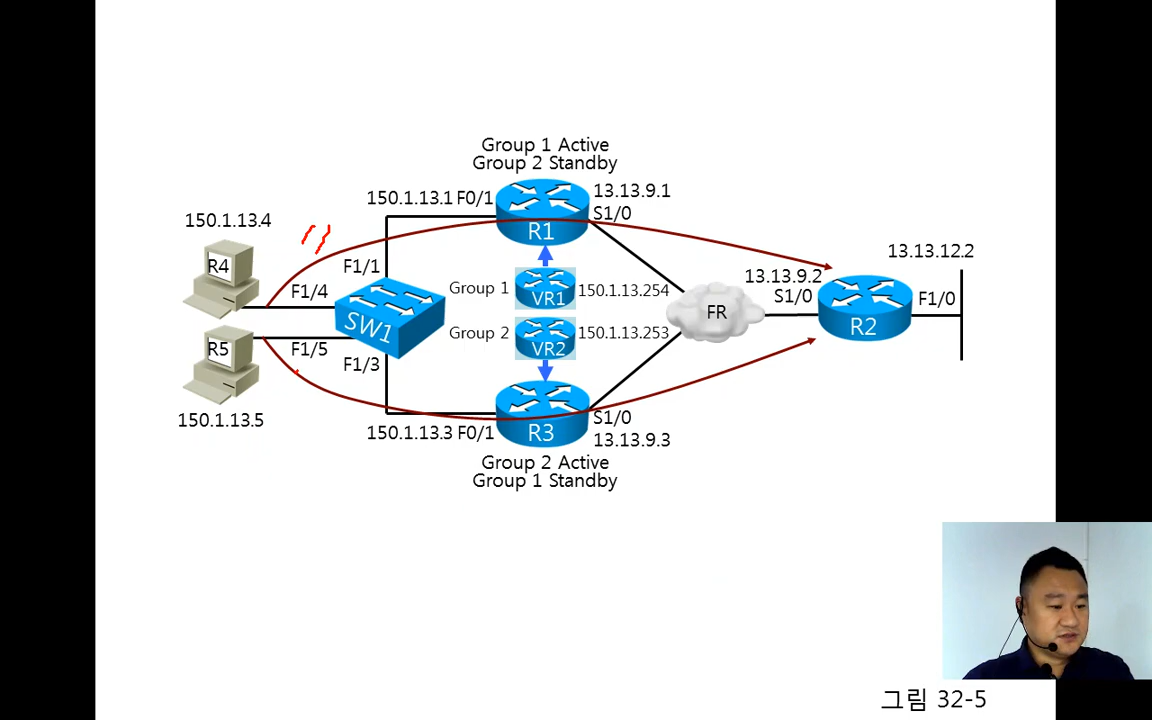 Group 1 Active
Group 2 Standby
150.1.13.1 F0/1
13.13.9.1
S1/0
R1
150.1.13.4
R4
F1/1
F1/4
SW1
Group 1
VR1
150.1.13.254
Group 2
VR2
150.1.13.253
FR
13.13.9.2
S1/0
13.13.12.2
F1/0
R2
R5
F1/5
F1/3
150.1.13.5
150.1.13.3 F0/1
R3
S1/0
13.13.9.3
Group 2 Active
Group 1 Standby
그림 32-5